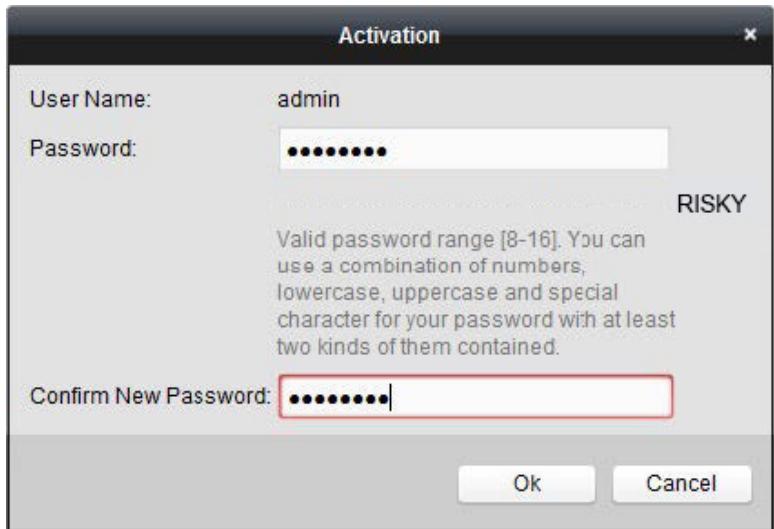 Activation ×
User Name: admin
Password: ●●●●●●●●
RISKY
Valid password range [8-16]. You can
use a combination of numbers,
lowercase, uppercase and special
character for your password with at least
two kinds of them contained.
Confirm New Password: ●●●●●●●●
Ok Cancel